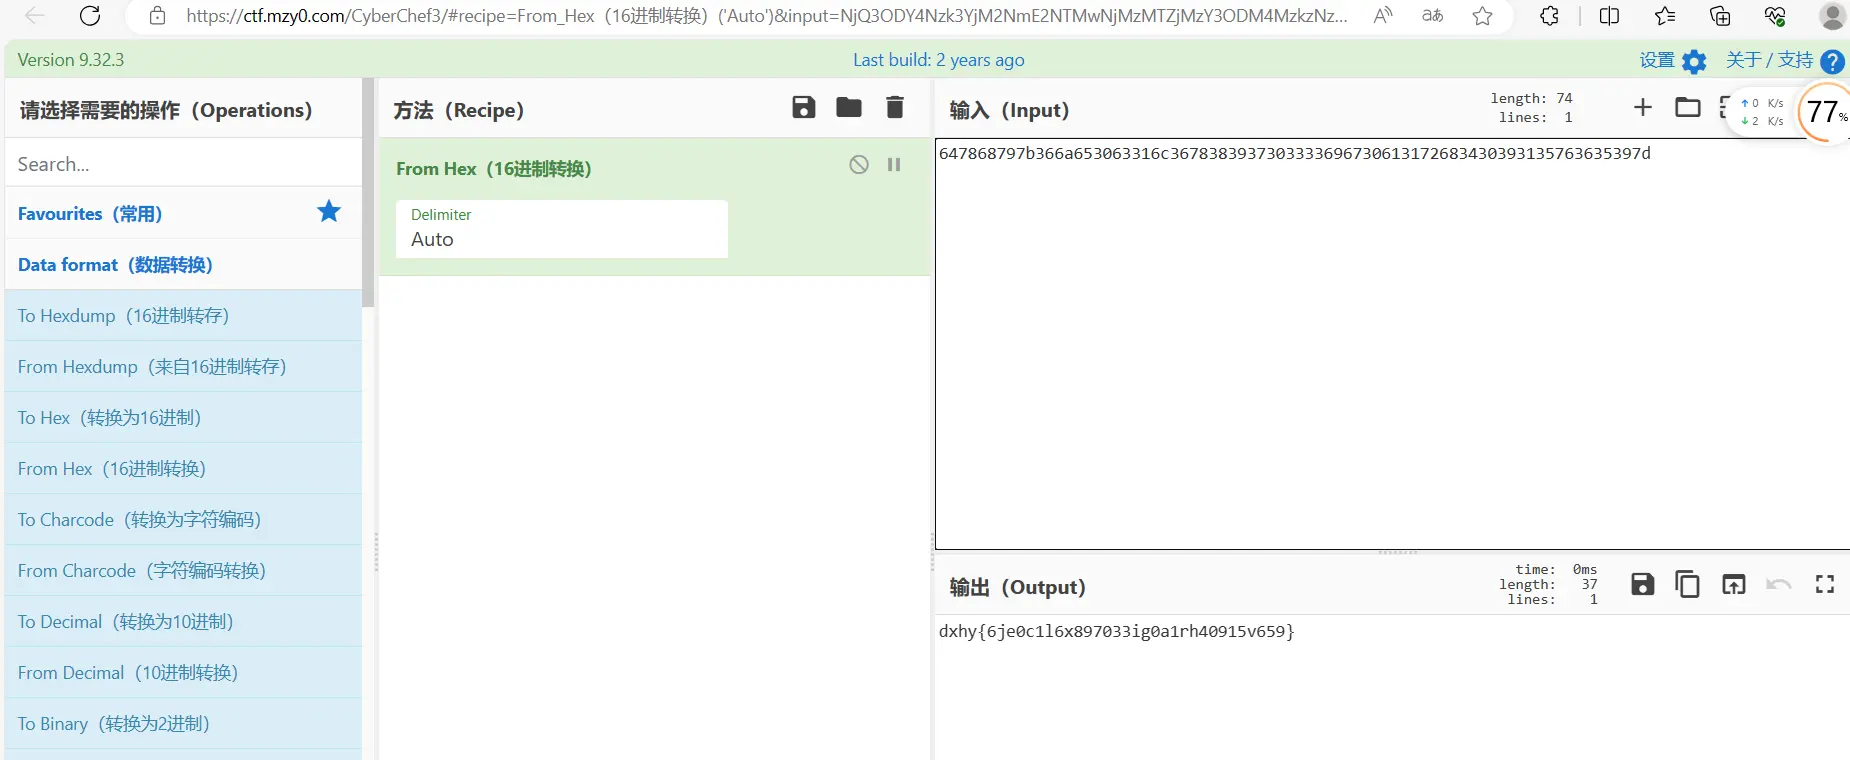 https://ctf.mzy0.com/CyberChef3/#recipe=From_Hex（16进制转换）('Auto')&input=NjQ3ODY4Nzk3YjM2NmE2NTMwNjMzMTZjMzY3ODM4MzkzNz...
Version 9.32.3
Last build: 2 years ago
设置
关于 / 支持
请选择需要的操作（Operations）
Search...
Favourites（常用）
Data format（数据转换）
To Hexdump（16进制转存）
From Hexdump（来自16进制转存）
To Hex（转换为16进制）
From Hex（16进制转换）
To Charcode（转换为字符编码）
From Charcode（字符编码转换）
To Decimal（转换为10进制）
From Decimal（10进制转换）
To Binary（转换为2进制）
方法（Recipe）
From Hex（16进制转换）
Delimiter
Auto
输入（Input）
length: 74
lines: 1
0 K/s
2 K/s
77%
647868797b366a653063316c3678383937303333696730613172683430393135763635397d
输出（Output）
time: 0ms
length: 37
lines: 1
dxhy{6je0c1l6x897033ig0a1rh40915v659}